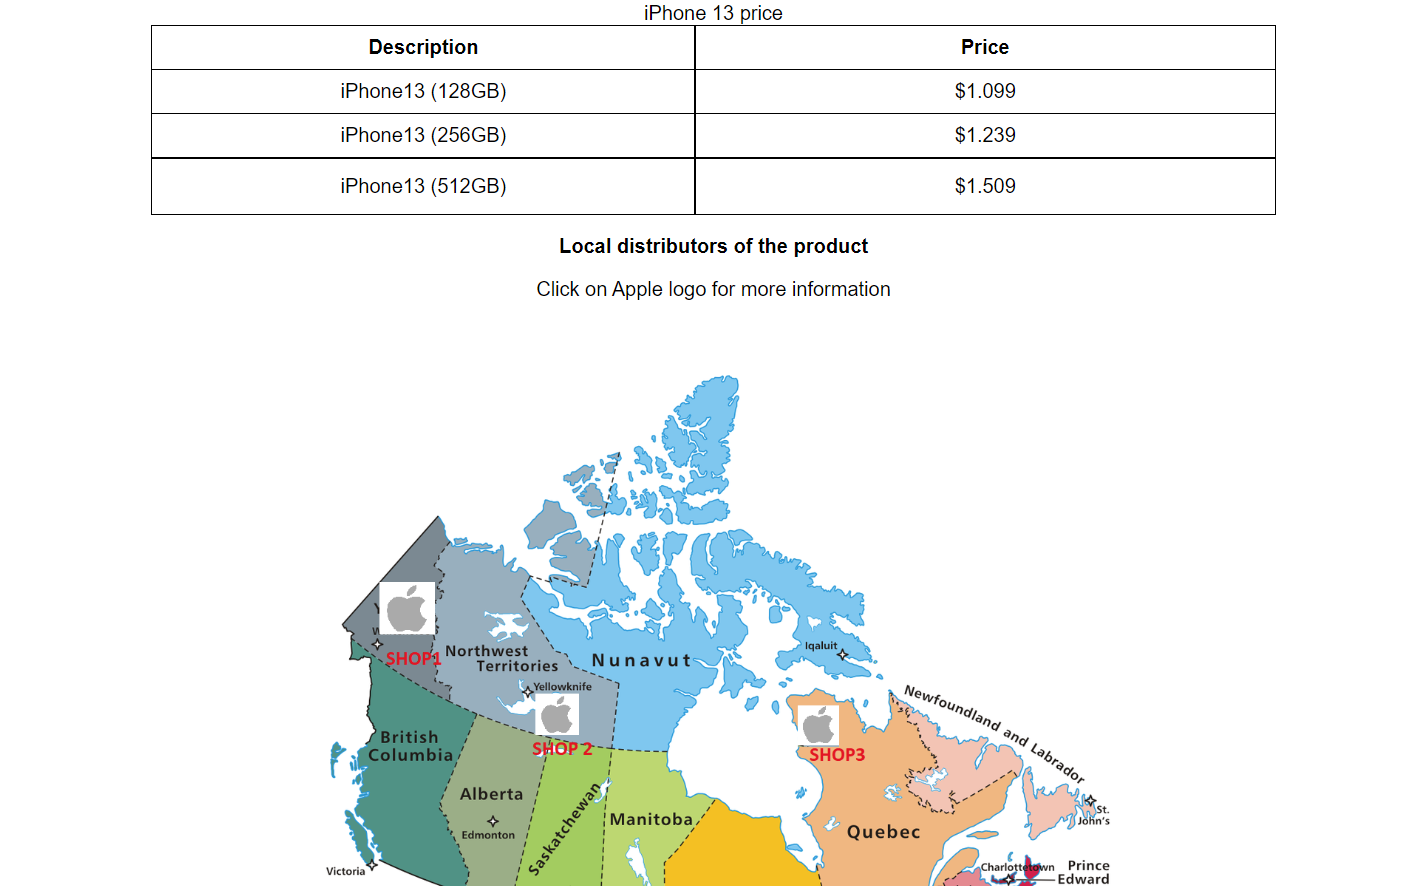 iPhone 13 price
Description Price
iPhone13 (128GB) $1.099
iPhone13 (256GB) $1.239
iPhone13 (512GB) $1.509
Local distributors of the product
Click on Apple logo for more information
Iqaluit
SHOP1
Northwest
Territories
Nunavut
Yellowknife
Newfoundland and Labrador
SHOP 2
SHOP3
British
Columbia
Alberta
Saskatchewan
Manitoba
St.
John's
Edmonton
Quebec
Victoria
Charlottetown
Prince
Edward